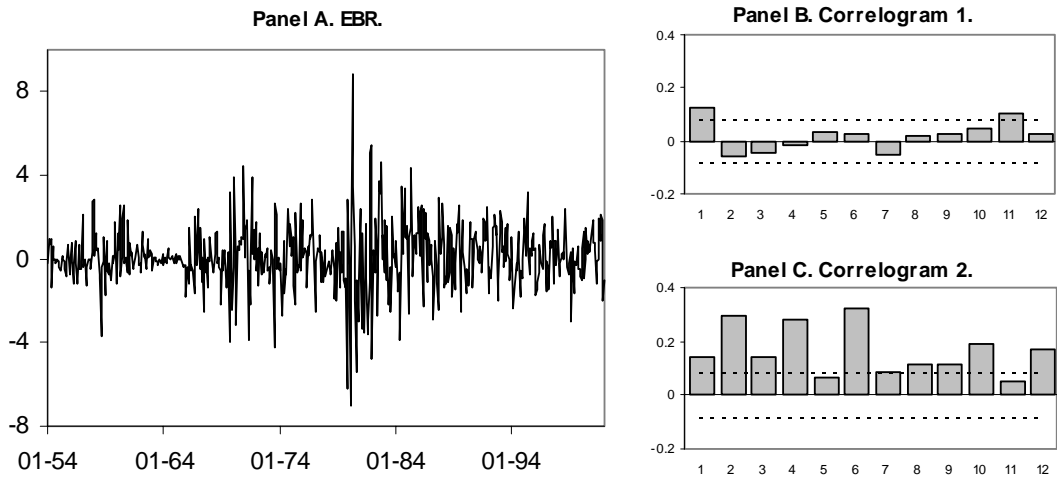 Panel A. EBR.
8
4
0
-4
-8
01-54 01-64 01-74 01-84 01-94
Panel B. Correlogram 1.
0.4
0.2
0
-0.2
1 2 3 4 5 6 7 8 9 10 11 12
Panel C. Correlogram 2.
0.4
0.2
0
-0.2
1 2 3 4 5 6 7 8 9 10 11 12